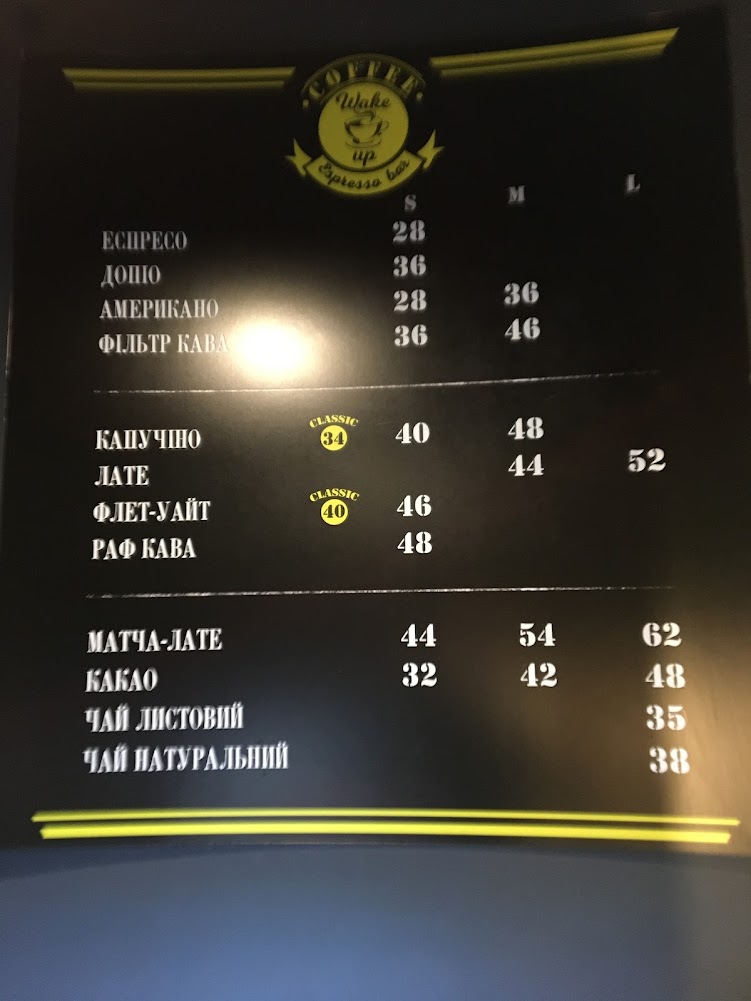 COFFEE
Wake
up
Espresso bar
S M L
ЕСПРЕСО 28
ДОПІО 36
АМЕРИКАНО 28 36
ФІЛЬТР КАВА 36 46
КАПУЧІНО CLASSIC 34 40 48
ЛАТЕ 44 52
ФЛЕТ-УАЙТ CLASSIC 40 46
РАФ КАВА 48
МАТЧА-ЛАТЕ 44 54 62
КАКАО 32 42 48
ЧАЙ ЛИСТОВИЙ 35
ЧАЙ НАТУРАЛЬНИЙ 38